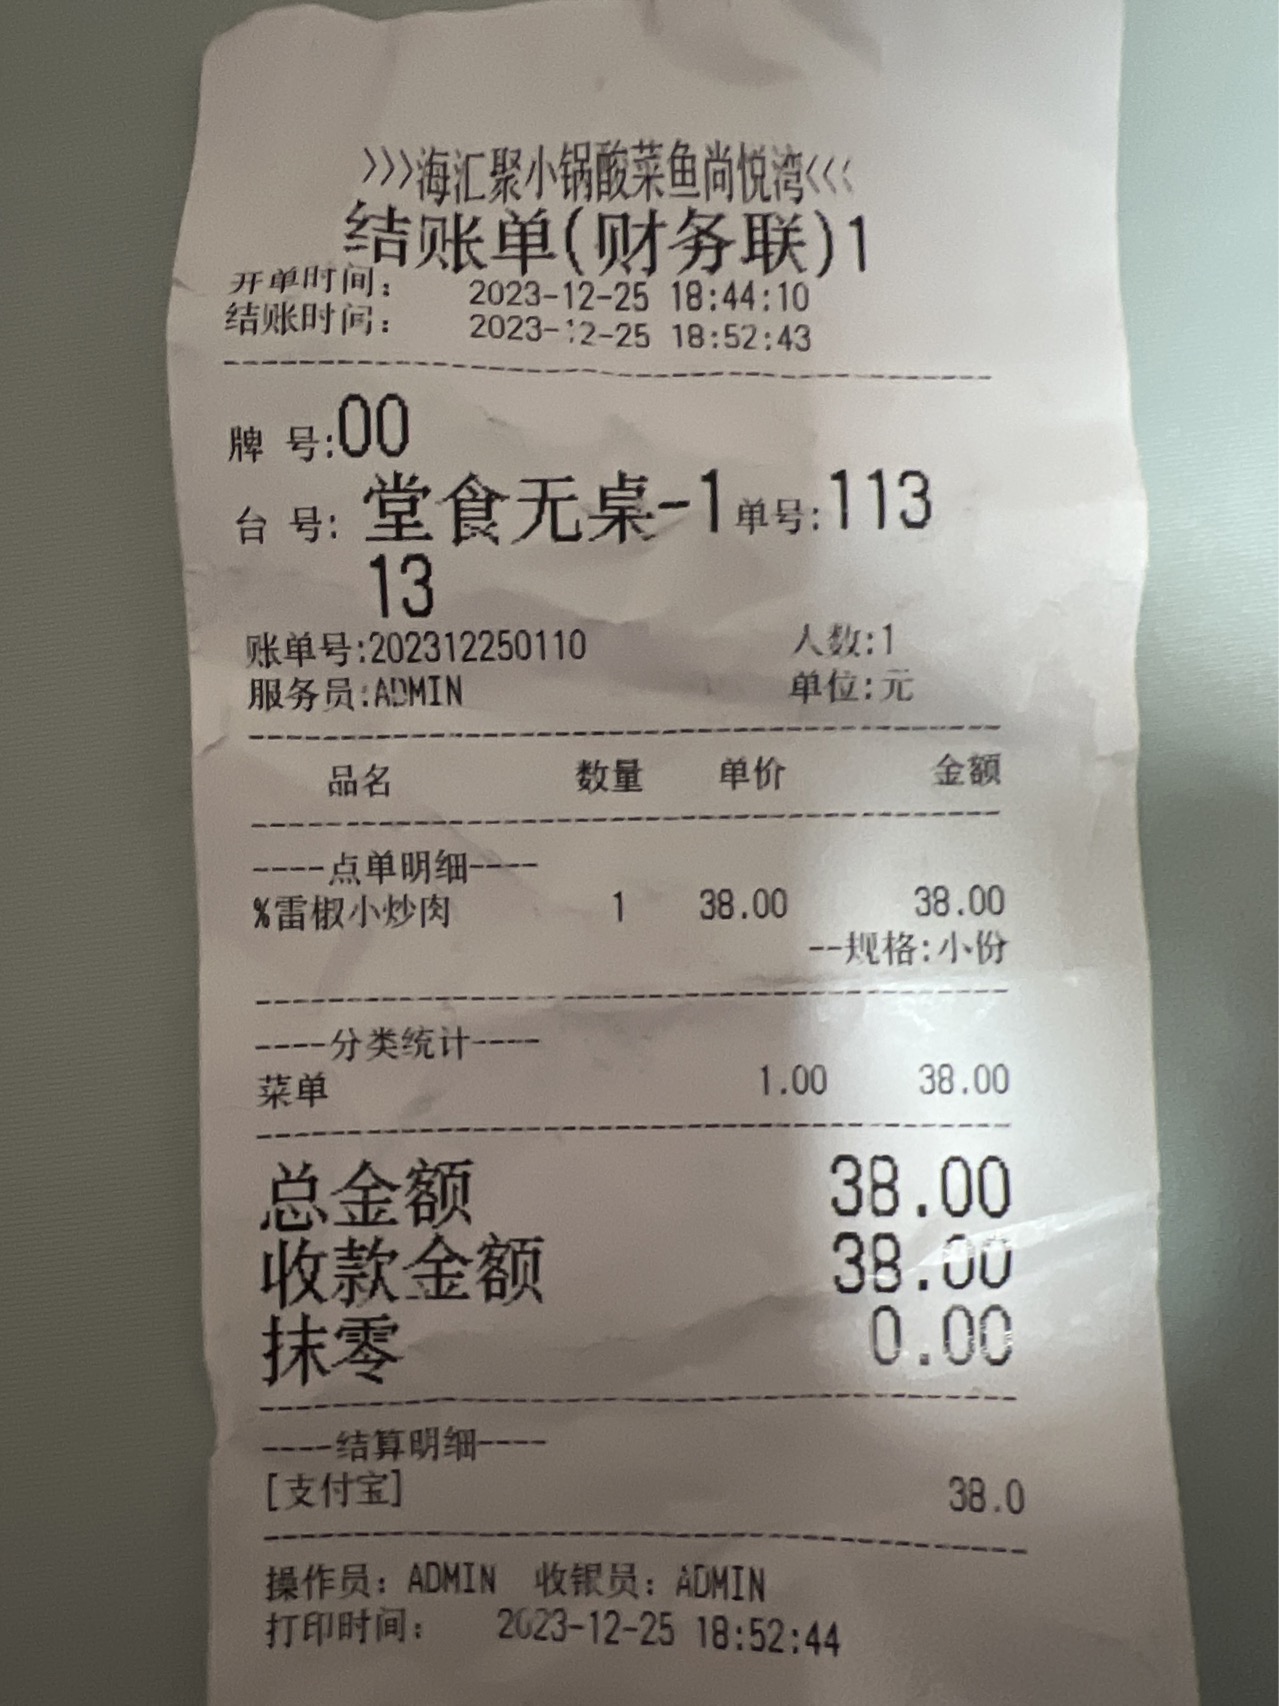 >>>海汇聚小锅酸菜鱼尚悦湾<<<
结账单(财务联)1
开单时间: 2023-12-25 18:44:10
结账时间: 2023-12-25 18:52:43
牌 号:00
台 号: 堂食无桌-1 单号:113
13
账单号:202312250110 人数:1
服务员:ADMIN 单位:元
品名 数量 单价 金额
----点单明细----
%雷椒小炒肉 1 38.00 38.00
--规格:小份
----分类统计----
菜单 1.00 38.00
总金额 38.00
收款金额 38.00
抹零 0.00
----结算明细----
[支付宝] 38.0
操作员: ADMIN 收银员: ADMIN
打印时间: 2023-12-25 18:52:44